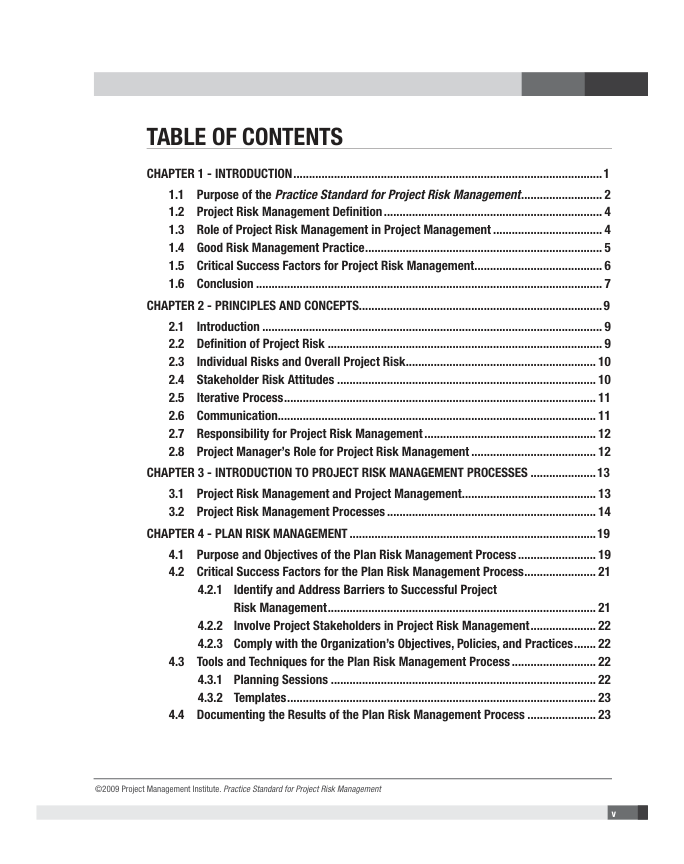 TABLE OF CONTENTS
CHAPTER 1 - INTRODUCTION....................................................................................................1
1.1 Purpose of the Practice Standard for Project Risk Management.......................... 2
1.2 Project Risk Management Definition..................................................................... 4
1.3 Role of Project Risk Management in Project Management ................................... 4
1.4 Good Risk Management Practice........................................................................... 5
1.5 Critical Success Factors for Project Risk Management......................................... 6
1.6 Conclusion ............................................................................................................. 7
CHAPTER 2 - PRINCIPLES AND CONCEPTS.............................................................................. 9
2.1 Introduction ........................................................................................................... 9
2.2 Definition of Project Risk ...................................................................................... 9
2.3 Individual Risks and Overall Project Risk............................................................. 10
2.4 Stakeholder Risk Attitudes ................................................................................... 10
2.5 Iterative Process.................................................................................................... 11
2.6 Communication...................................................................................................... 11
2.7 Responsibility for Project Risk Management....................................................... 12
2.8 Project Manager’s Role for Project Risk Management ........................................ 12
CHAPTER 3 - INTRODUCTION TO PROJECT RISK MANAGEMENT PROCESSES .....................13
3.1 Project Risk Management and Project Management........................................... 13
3.2 Project Risk Management Processes ................................................................... 14
CHAPTER 4 - PLAN RISK MANAGEMENT ...............................................................................19
4.1 Purpose and Objectives of the Plan Risk Management Process......................... 19
4.2 Critical Success Factors for the Plan Risk Management Process....................... 21
4.2.1 Identify and Address Barriers to Successful Project
Risk Management...................................................................................... 21
4.2.2 Involve Project Stakeholders in Project Risk Management..................... 22
4.2.3 Comply with the Organization’s Objectives, Policies, and Practices....... 22
4.3 Tools and Techniques for the Plan Risk Management Process........................... 22
4.3.1 Planning Sessions ..................................................................................... 22
4.3.2 Templates................................................................................................... 23
4.4 Documenting the Results of the Plan Risk Management Process ...................... 23
©2009 Project Management Institute. Practice Standard for Project Risk Management
v